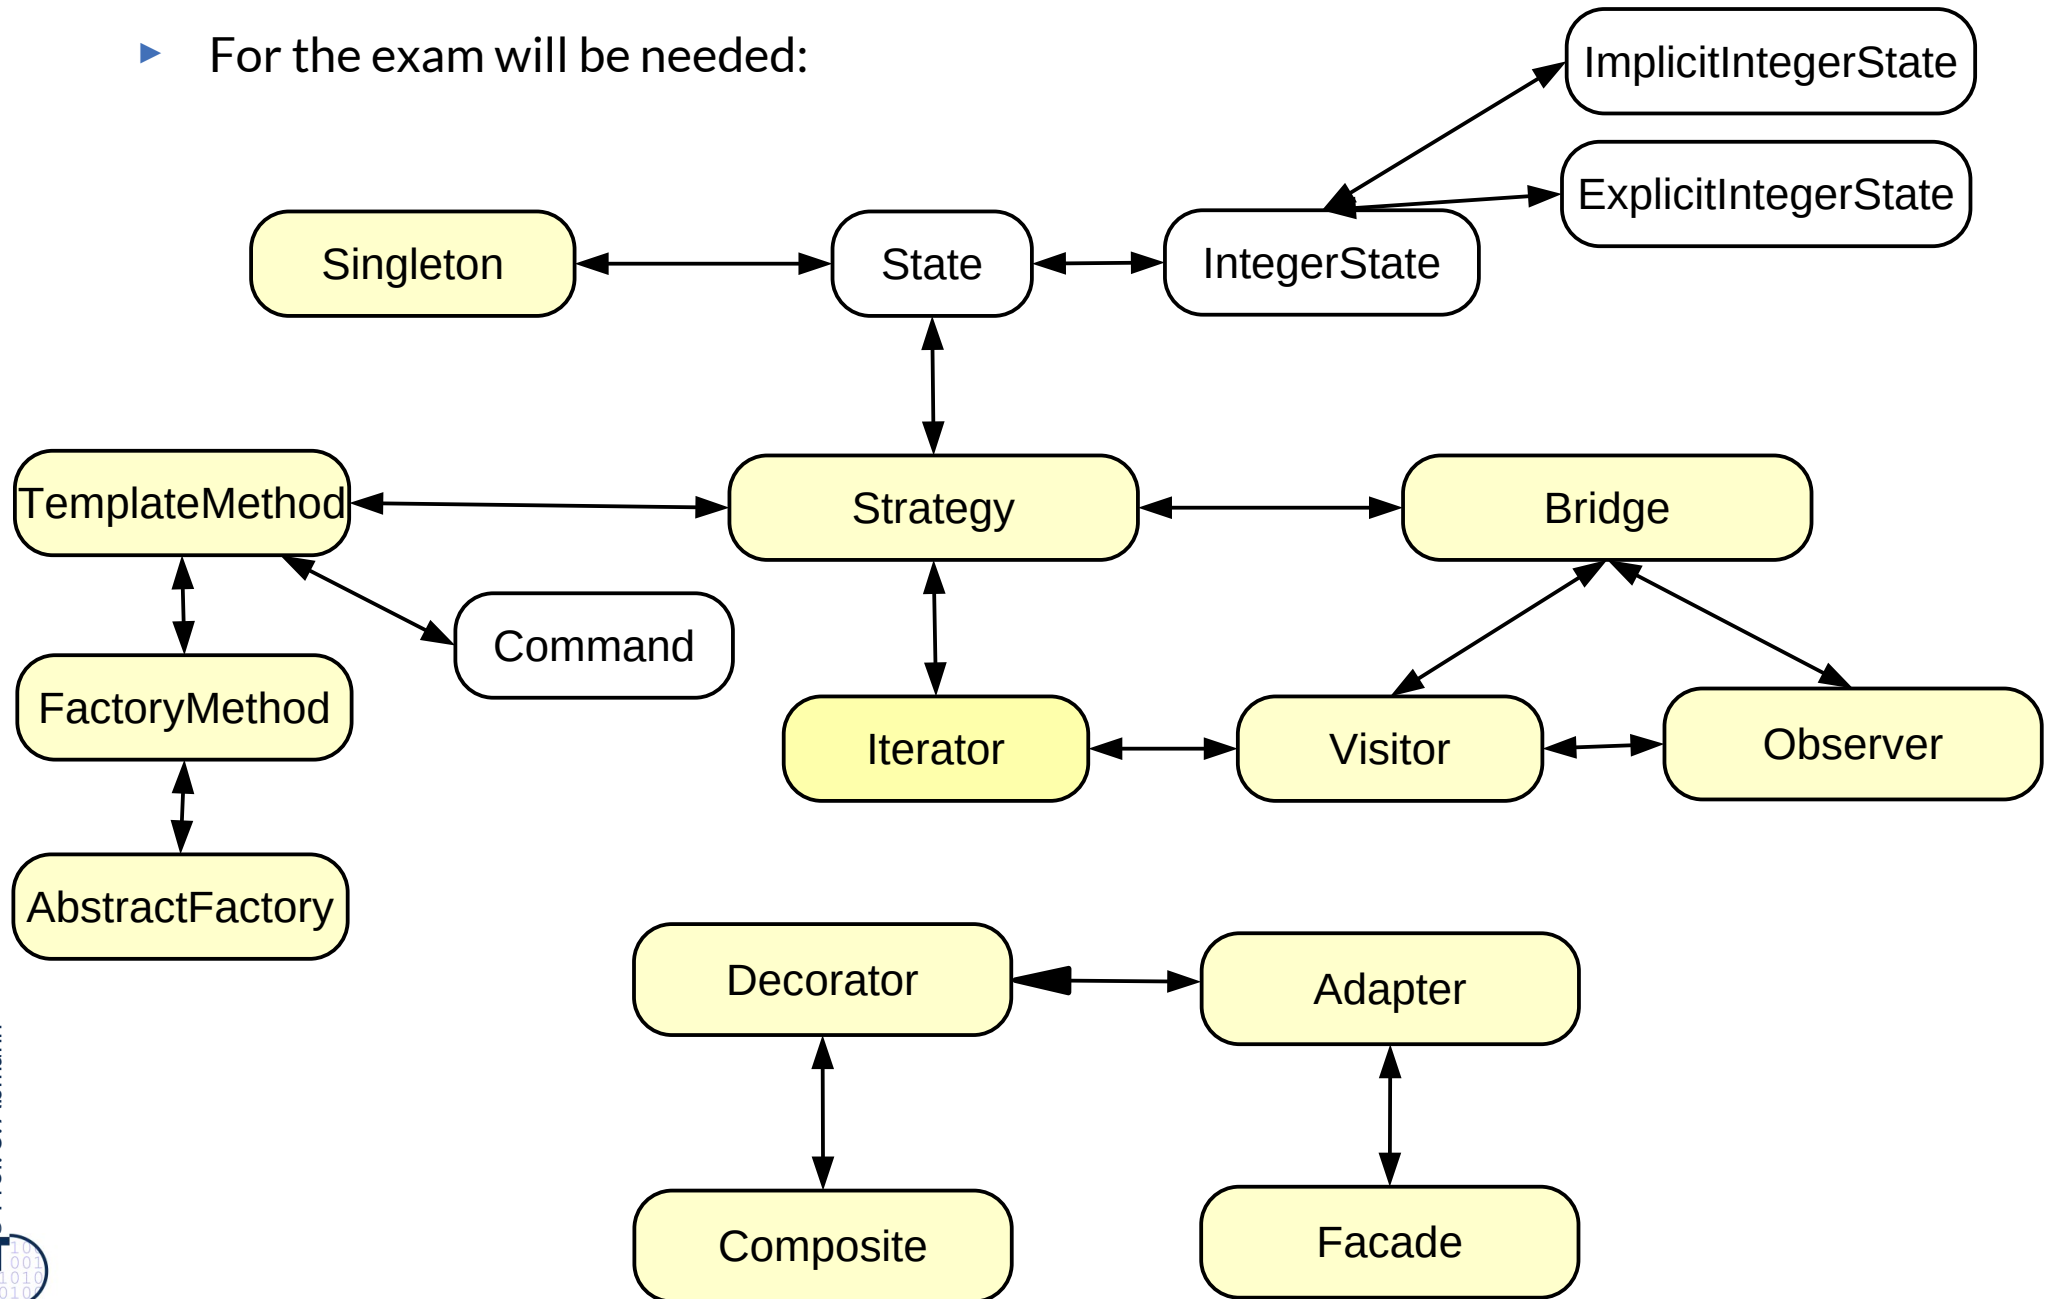 For the exam will be needed:
ImplicitIntegerState
ExplicitIntegerState
Singleton
State
IntegerState
TemplateMethod
Strategy
Bridge
Command
FactoryMethod
Iterator
Visitor
Observer
AbstractFactory
Decorator
Adapter
Composite
Facade